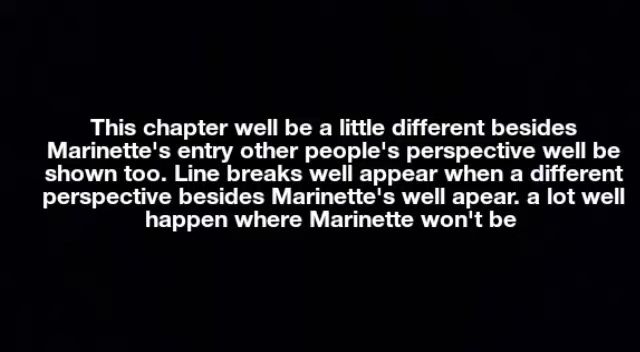 This chapter well be a little different besides
Marinette's entry other people's perspective well be
shown too. Line breaks well appear when a different
perspective besides Marinette's well apear. a lot well
happen where Marinette won't be